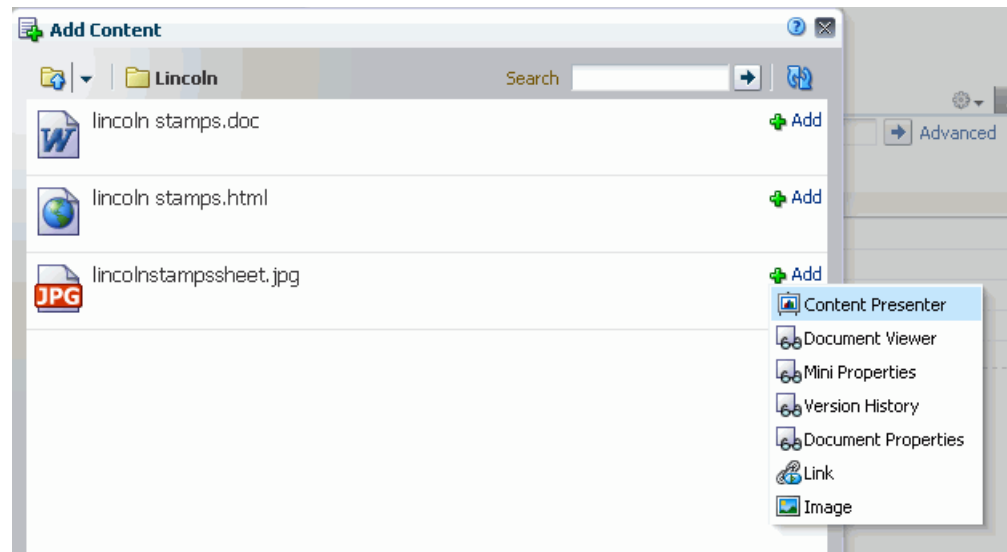 Add Content
Lincoln
Search
Advanced
W
lincoln stamps.doc
Add
lincoln stamps.html
Add
JPG
lincolnstampssheet.jpg
Add
Content Presenter
Document Viewer
Mini Properties
Version History
Document Properties
Link
Image